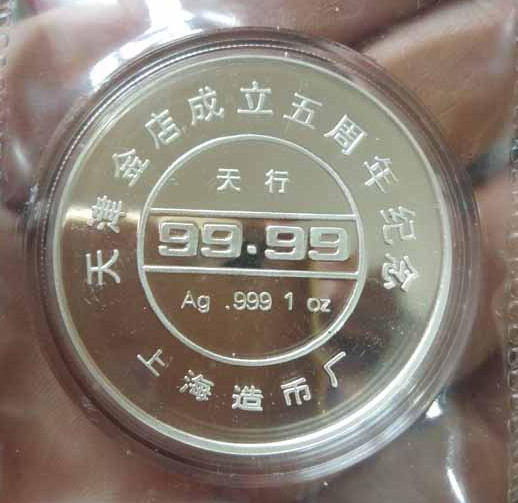 天津金店成立五周年纪念
天行
99.99
Ag .999 1 oz
上海造币厂